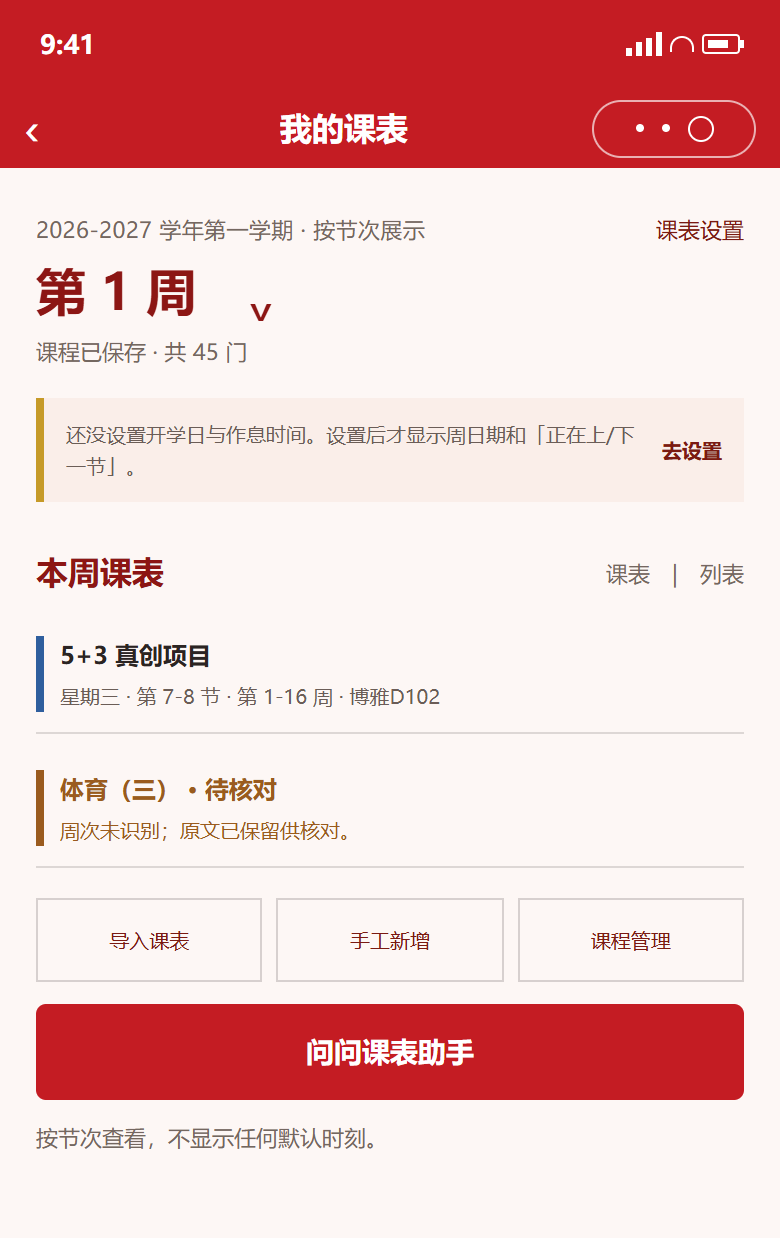 9:41
‹ 我的课表
2026-2027 学年第一学期 · 按节次展示 课表设置
第 1 周 ∨
课程已保存 · 共 45 门
还没设置开学日与作息时间。设置后才显示周日期和「正在上/下
一节」。
去设置
本周课表 课表 | 列表
5+3 真创项目
星期三 · 第 7-8 节 · 第 1-16 周 · 博雅D102
体育（三）·待核对
周次未识别；原文已保留供核对。
导入课表 手工新增 课程管理
问问课表助手
按节次查看，不显示任何默认时刻。